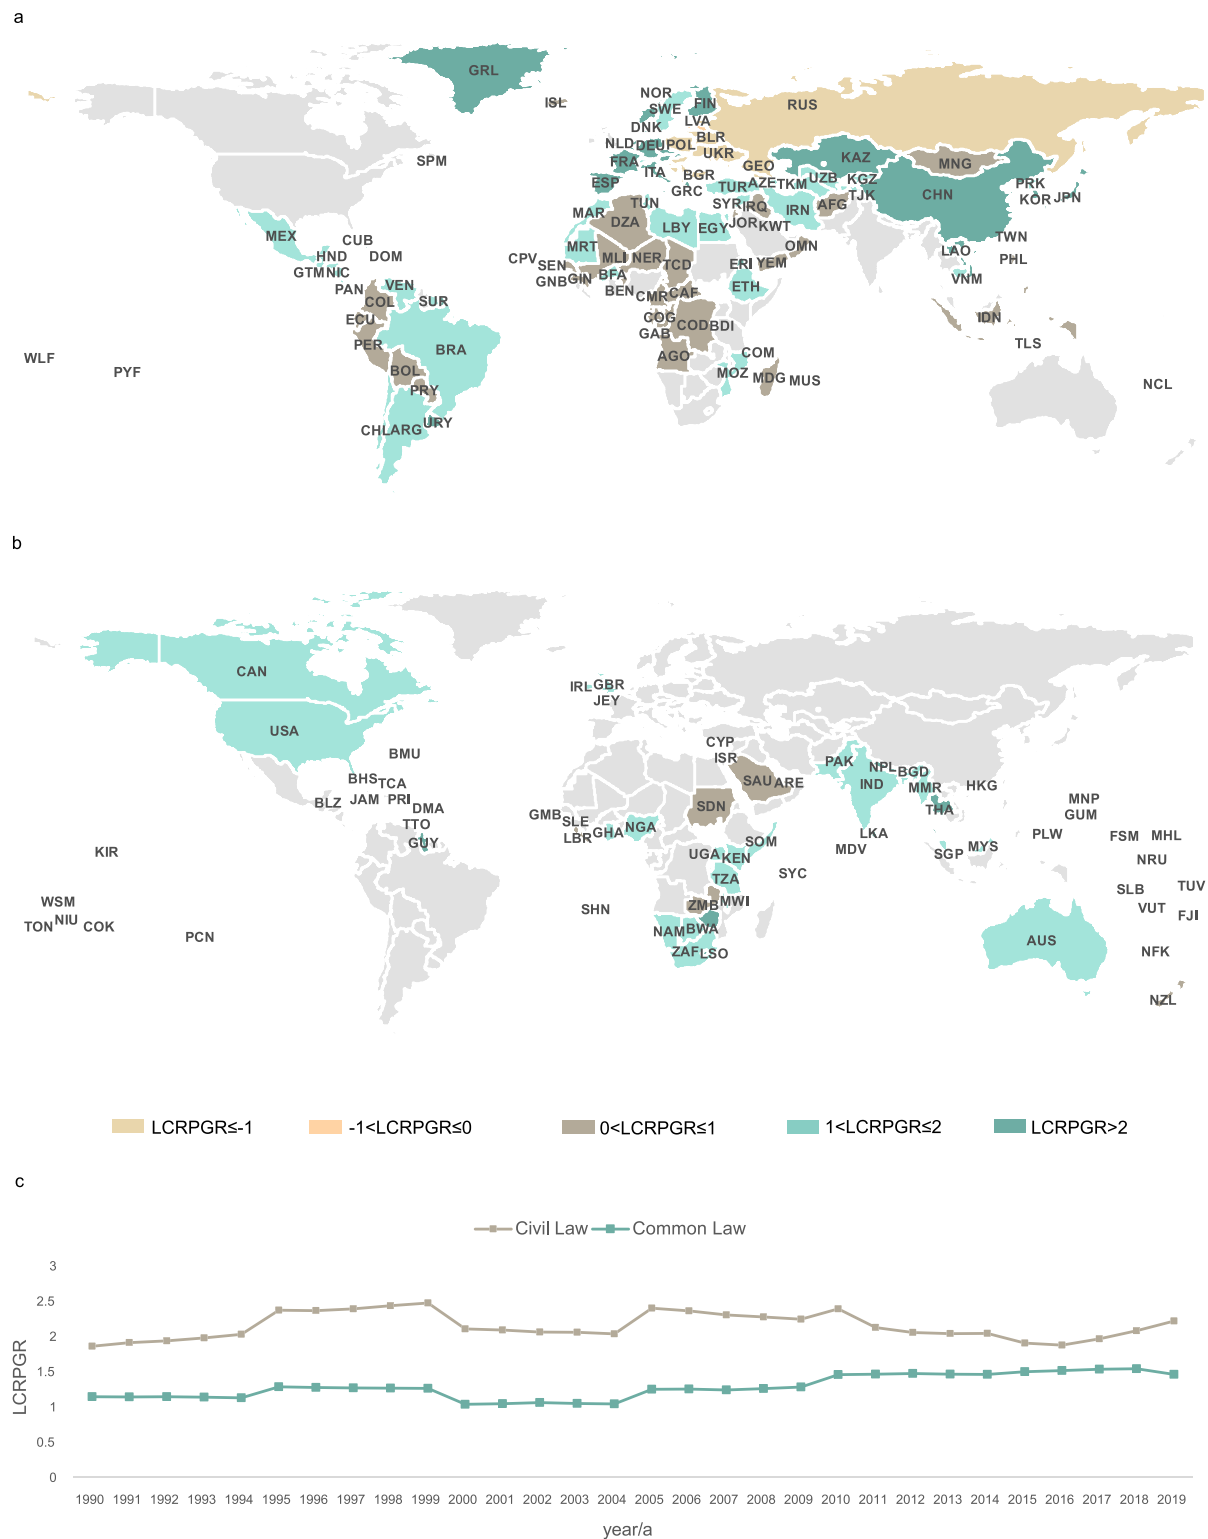 a
GRL
NOR
ISL
SWE
FIN
RUS
DNK
LVA
BLR
NLD
DEU
POL
UKR
SPM
FRA
ITA
GEO
KAZ
MNG
BGR
ESP
GRC
TUR
AZE
TKM
UZB
KGZ
TJK
CHN
PRK
KOR
JPN
MAR
TUN
SYR
IRQ
IRN
AFG
DZA
LBY
EGY
JOR
KWT
MEX
CUB
HND
DOM
GTM
NIC
CPV
SEN
MRT
MLI
NER
TCD
OMN
TWN
LAO
PHL
GNB
GIN
BFA
ERI
YEM
VNM
PAN
VEN
COL
SUR
BEN
CMR
CAF
ETH
ECU
COG
GAB
COD
BDI
IDN
PER
BRA
AGO
COM
TLS
WLF
PYF
BOL
MOZ
MDG
MUS
NCL
PRY
CHL
ARG
URY
b
CAN
IRL
GBR
JEY
USA
BMU
CYP
ISR
PAK
NPL
BGD
BHS
TCA
SAU
ARE
IND
MMR
HKG
BLZ
JAM
PRI
DMA
SDN
THA
MNP
GUM
GMB
SLE
TTO
LBR
GHA
NGA
GUY
SOM
LKA
PLW
FSM
MHL
KIR
UGA
KEN
MDV
SGP
MYS
NRU
TZA
SYC
TUV
WSM
SLB
SHN
ZMB
MWI
VUT
TON
NIU
COK
FJI
PCN
NAM
BWA
AUS
ZAF
LSO
NFK
NZL
LCRPGR≤-1 -1<LCRPGR≤0 0<LCRPGR≤1 1<LCRPGR≤2 LCRPGR>2
c
Civil Law Common Law
3
2.5
2
1.5
1
0.5
0
LCRPGR
1990 1991 1992 1993 1994 1995 1996 1997 1998 1999 2000 2001 2002 2003 2004 2005 2006 2007 2008 2009 2010 2011 2012 2013 2014 2015 2016 2017 2018 2019
year/a